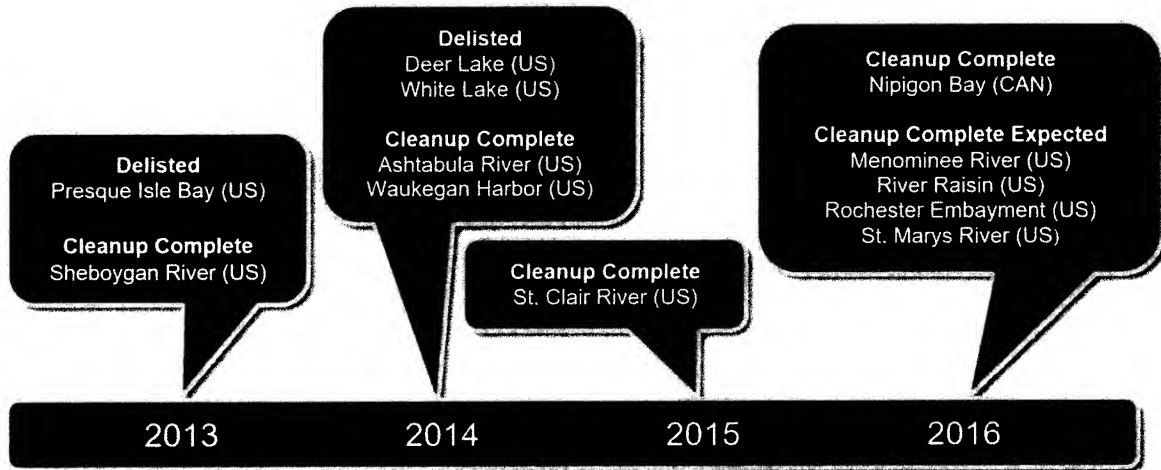 Delisted
Presque Isle Bay (US)
Cleanup Complete
Sheboygan River (US)
Delisted
Deer Lake (US)
White Lake (US)
Cleanup Complete
Ashtabula River (US)
Waukegan Harbor (US)
Cleanup Complete
St. Clair River (US)
Cleanup Complete
Nipigon Bay (CAN)
Cleanup Complete Expected
Menominee River (US)
River Raisin (US)
Rochester Embayment (US)
St. Marys River (US)
2013 2014 2015 2016